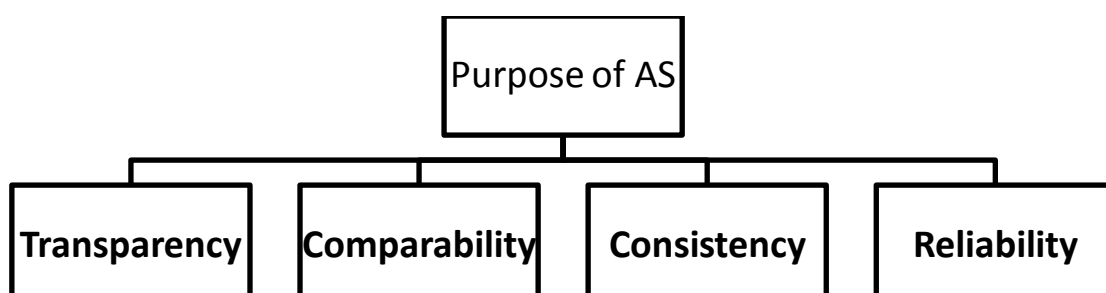 Purpose of AS
Transparency
Comparability
Consistency
Reliability